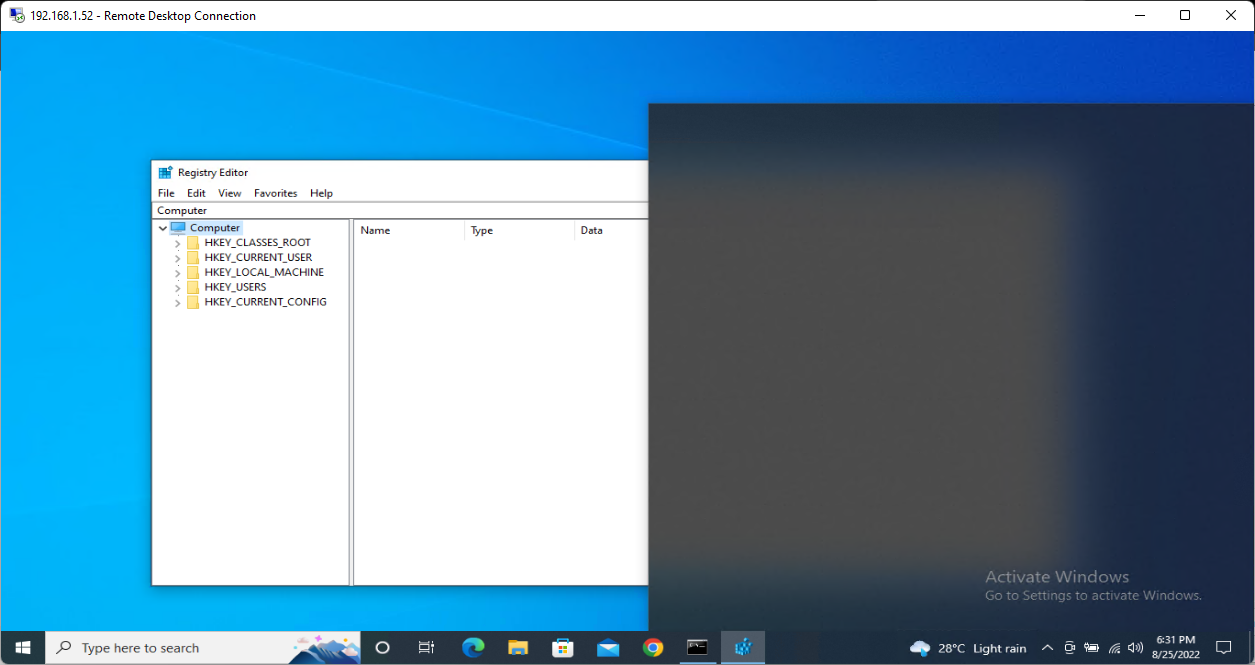 192.168.1.52 - Remote Desktop Connection
Registry Editor
File Edit View Favorites Help
Computer
Computer
HKEY_CLASSES_ROOT
HKEY_CURRENT_USER
HKEY_LOCAL_MACHINE
HKEY_USERS
HKEY_CURRENT_CONFIG
Name Type Data
Activate Windows
Go to Settings to activate Windows.
Type here to search
28°C Light rain
6:31 PM
8/25/2022